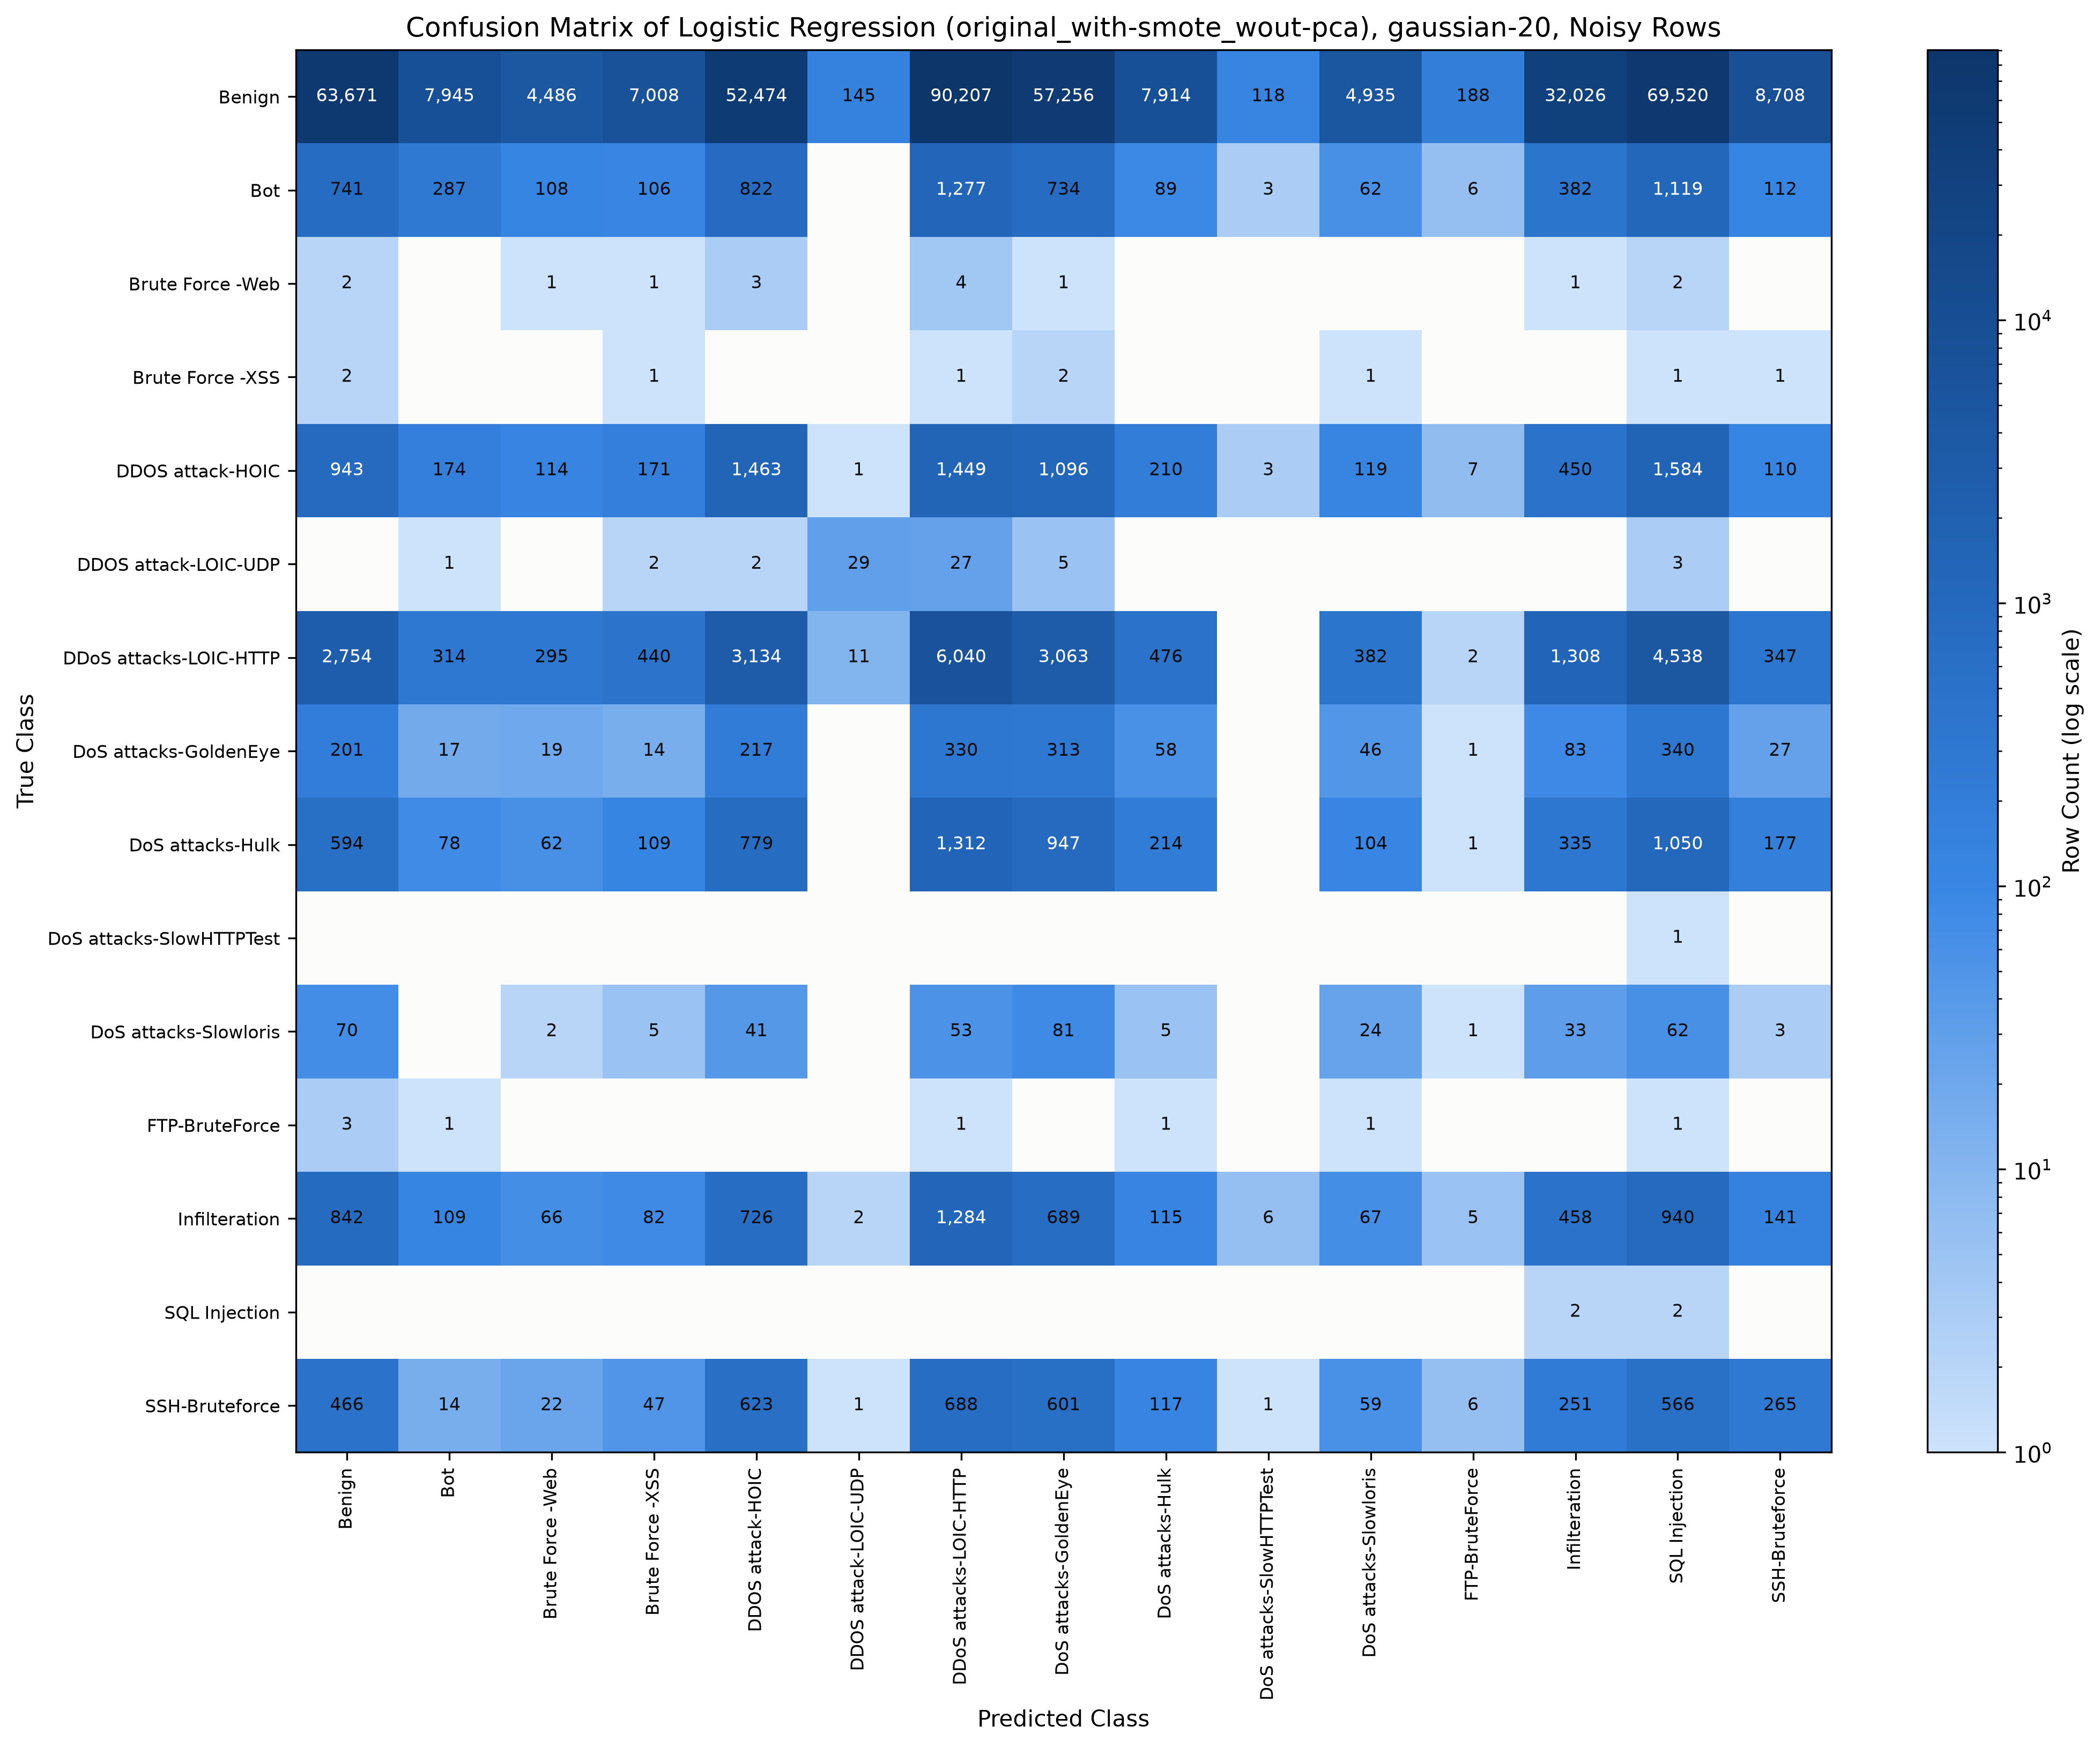 Confusion Matrix of Logistic Regression (original_with-smote_wout-pca), gaussian-20, Noisy Rows
True Class
Benign 63,671 7,945 4,486 7,008 52,474 145 90,207 57,256 7,914 118 4,935 188 32,026 69,520 8,708
Bot 741 287 108 106 822 1,277 734 89 3 62 6 382 1,119 112
Brute Force -Web 2 1 1 3 4 1 1 2
Brute Force -XSS 2 1 1 2 1 1 1
DDOS attack-HOIC 943 174 114 171 1,463 1 1,449 1,096 210 3 119 7 450 1,584 110
DDOS attack-LOIC-UDP 1 2 2 29 27 5 3
DDoS attacks-LOIC-HTTP 2,754 314 295 440 3,134 11 6,040 3,063 476 382 2 1,308 4,538 347
DoS attacks-GoldenEye 201 17 19 14 217 330 313 58 46 1 83 340 27
DoS attacks-Hulk 594 78 62 109 779 1,312 947 214 104 1 335 1,050 177
DoS attacks-SlowHTTPTest 1
DoS attacks-Slowloris 70 2 5 41 53 81 5 24 1 33 62 3
FTP-BruteForce 3 1 1 1 1 1
Infilteration 842 109 66 82 726 2 1,284 689 115 6 67 5 458 940 141
SQL Injection 2 2
SSH-Bruteforce 466 14 22 47 623 1 688 601 117 1 59 6 251 566 265
Benign
Bot
Brute Force -Web
Brute Force -XSS
DDOS attack-HOIC
DDOS attack-LOIC-UDP
DDoS attacks-LOIC-HTTP
DoS attacks-GoldenEye
DoS attacks-Hulk
DoS attacks-SlowHTTPTest
DoS attacks-Slowloris
FTP-BruteForce
Infilteration
SQL Injection
SSH-Bruteforce
Predicted Class
10⁴
10³
10²
10¹
10⁰
Row Count (log scale)